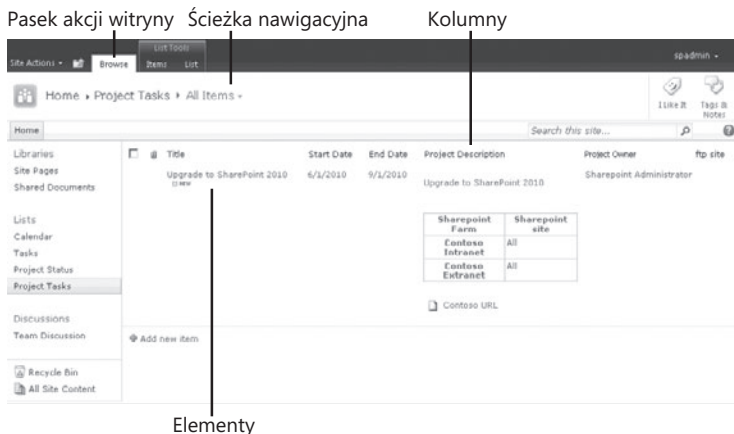 Pasek akcji witryny Ścieżka nawigacyjna Kolumny
List Tools
Site Actions Browse Items List spadmin
Home Project Tasks All Items
I Like It Tags & Notes
Home Search this site...
Libraries
Site Pages
Shared Documents
Lists
Calendar
Tasks
Project Status
Project Tasks
Discussions
Team Discussion
Recycle Bin
All Site Content
Title Start Date End Date Project Description Project Owner ftp site
Upgrade to SharePoint 2010 6/1/2010 9/1/2010 Upgrade to SharePoint 2010 Sharepoint Administrator
NEW
Sharepoint Farm Sharepoint site
Contoso Intranet All
Contoso Extranet All
Contoso URL
Add new item
Elementy